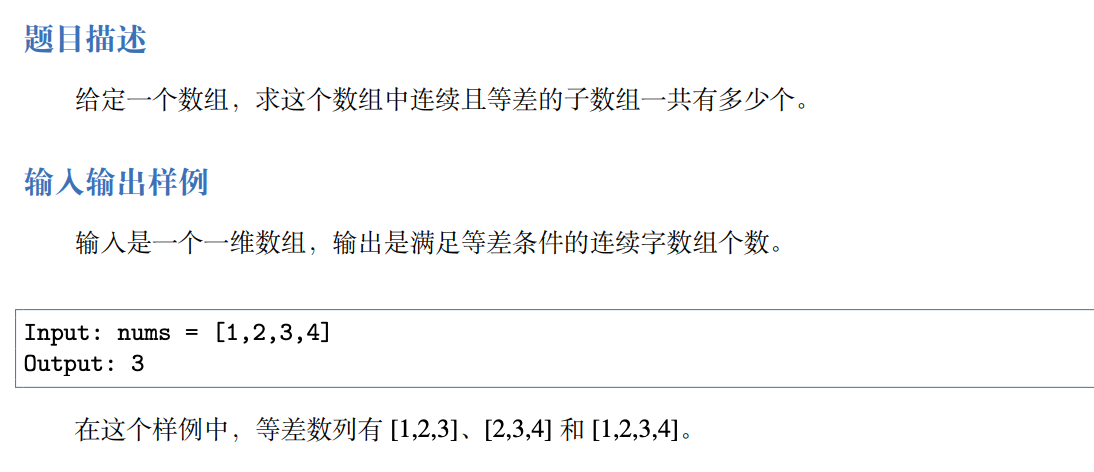 题目描述
给定一个数组，求这个数组中连续且等差的子数组一共有多少个。
输入输出样例
输入是一个一维数组，输出是满足等差条件的连续字数组个数。
Input: nums = [1,2,3,4]
Output: 3
在这个样例中，等差数列有 [1,2,3]、[2,3,4] 和 [1,2,3,4]。